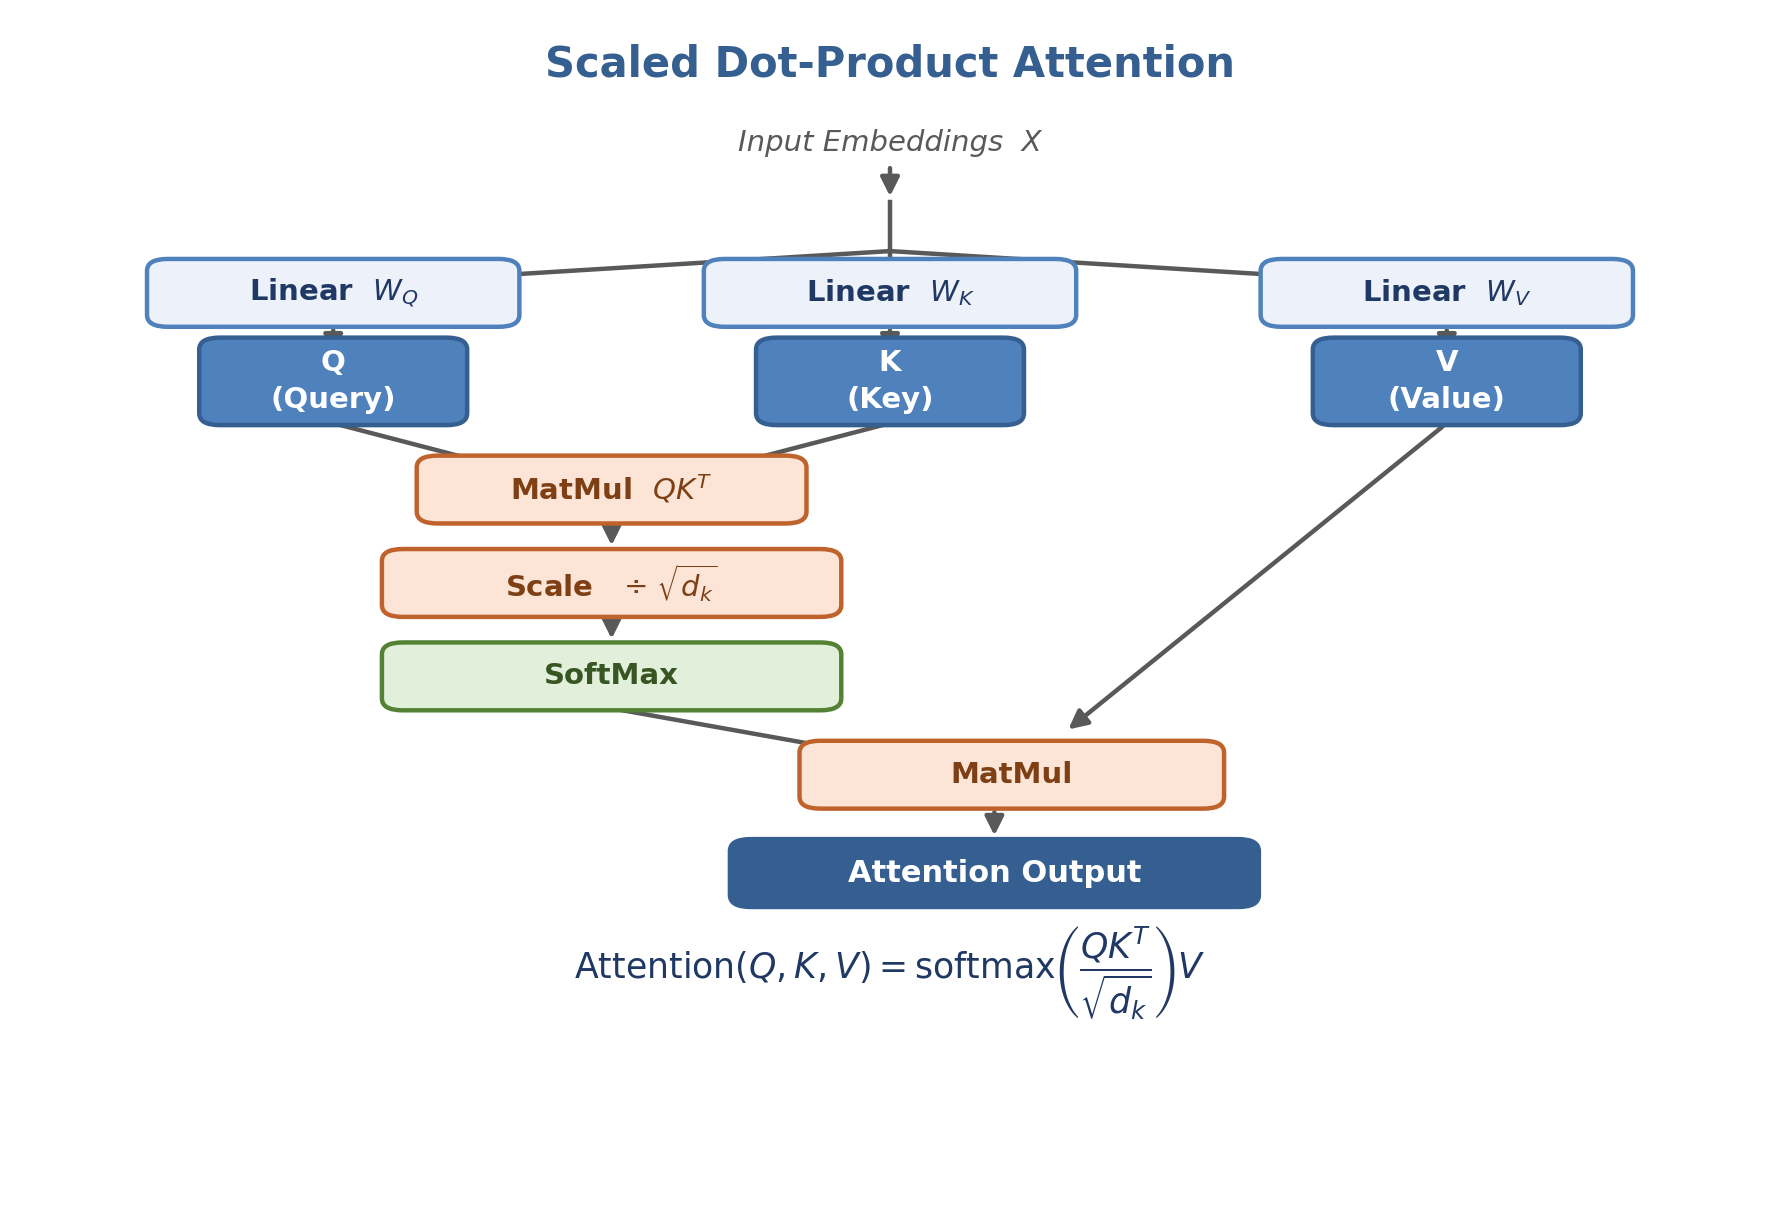 Scaled Dot-Product Attention
Input Embeddings X
Linear W_Q
Linear W_K
Linear W_V
Q
(Query)
K
(Key)
V
(Value)
MatMul QK^T
Scale ÷ √d_k
SoftMax
MatMul
Attention Output
Attention(Q, K, V) = softmax(QK^T / √d_k)V